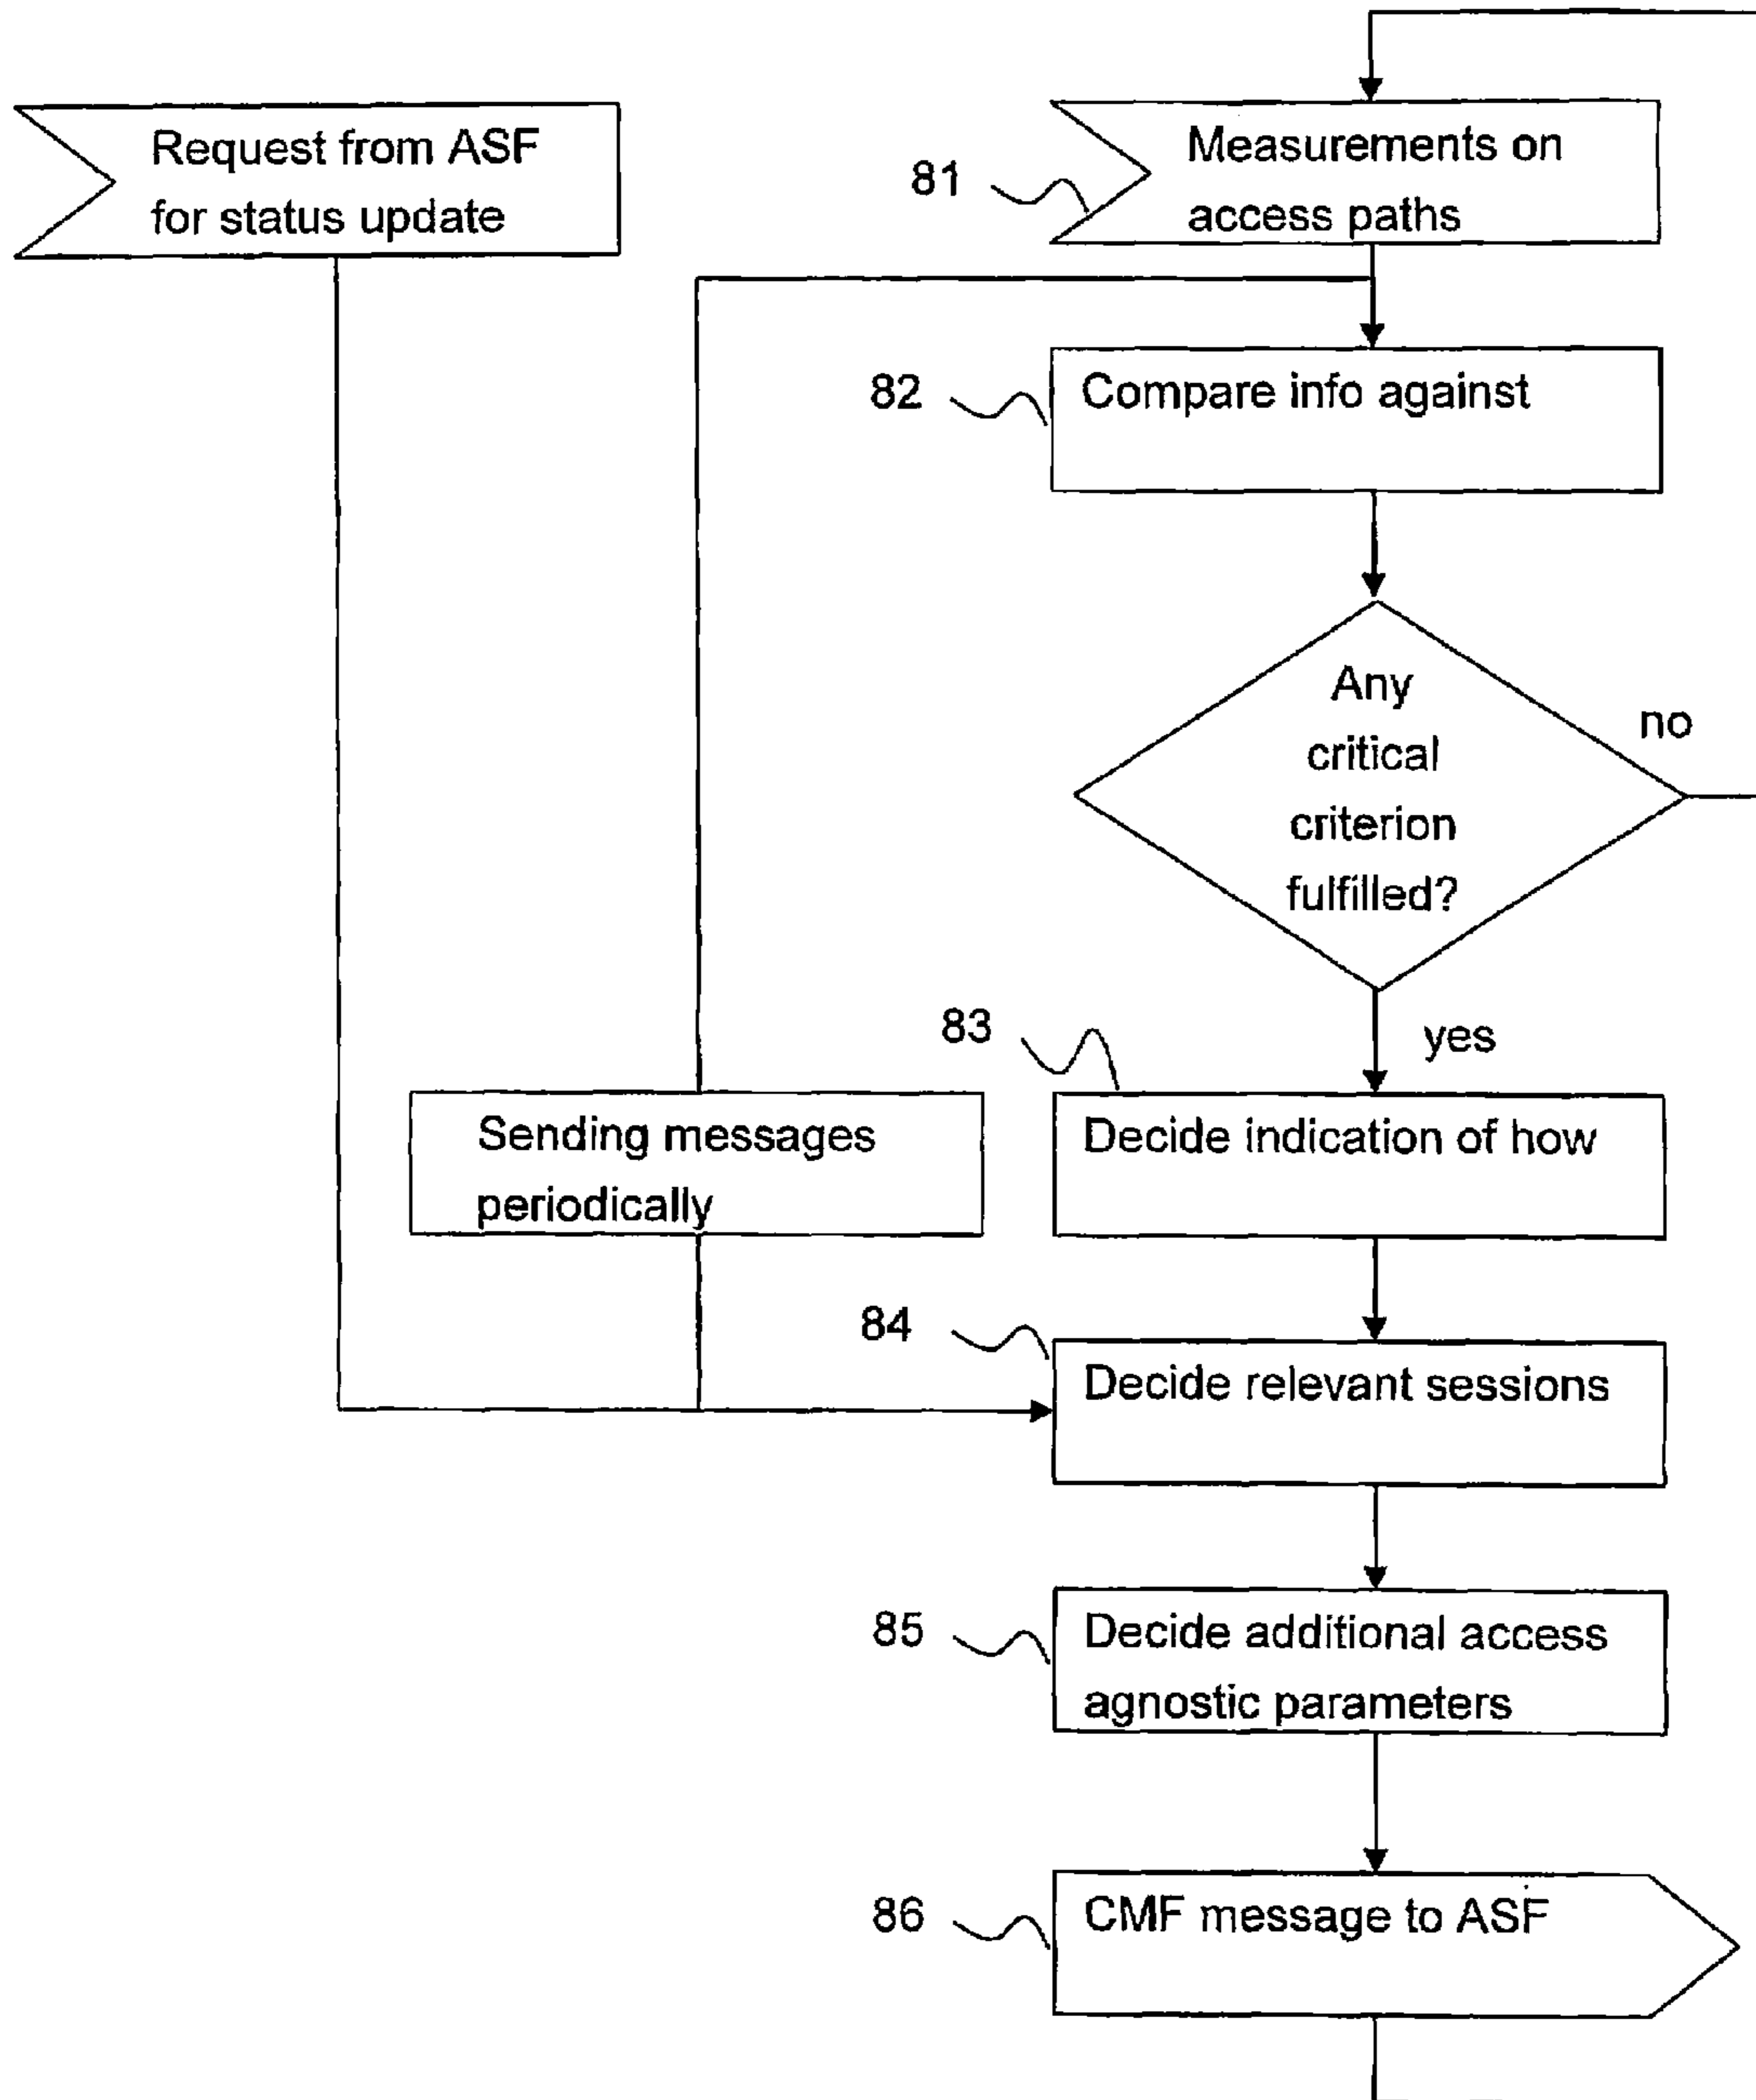 Request from ASF
for status update
81
Measurements on
access paths
82
Compare info against
Any
critical
criterion
fulfilled?
no
yes
83
Sending messages
periodically
Decide indication of how
84
Decide relevant sessions
85
Decide additional access
agnostic parameters
86
CMF message to ASF